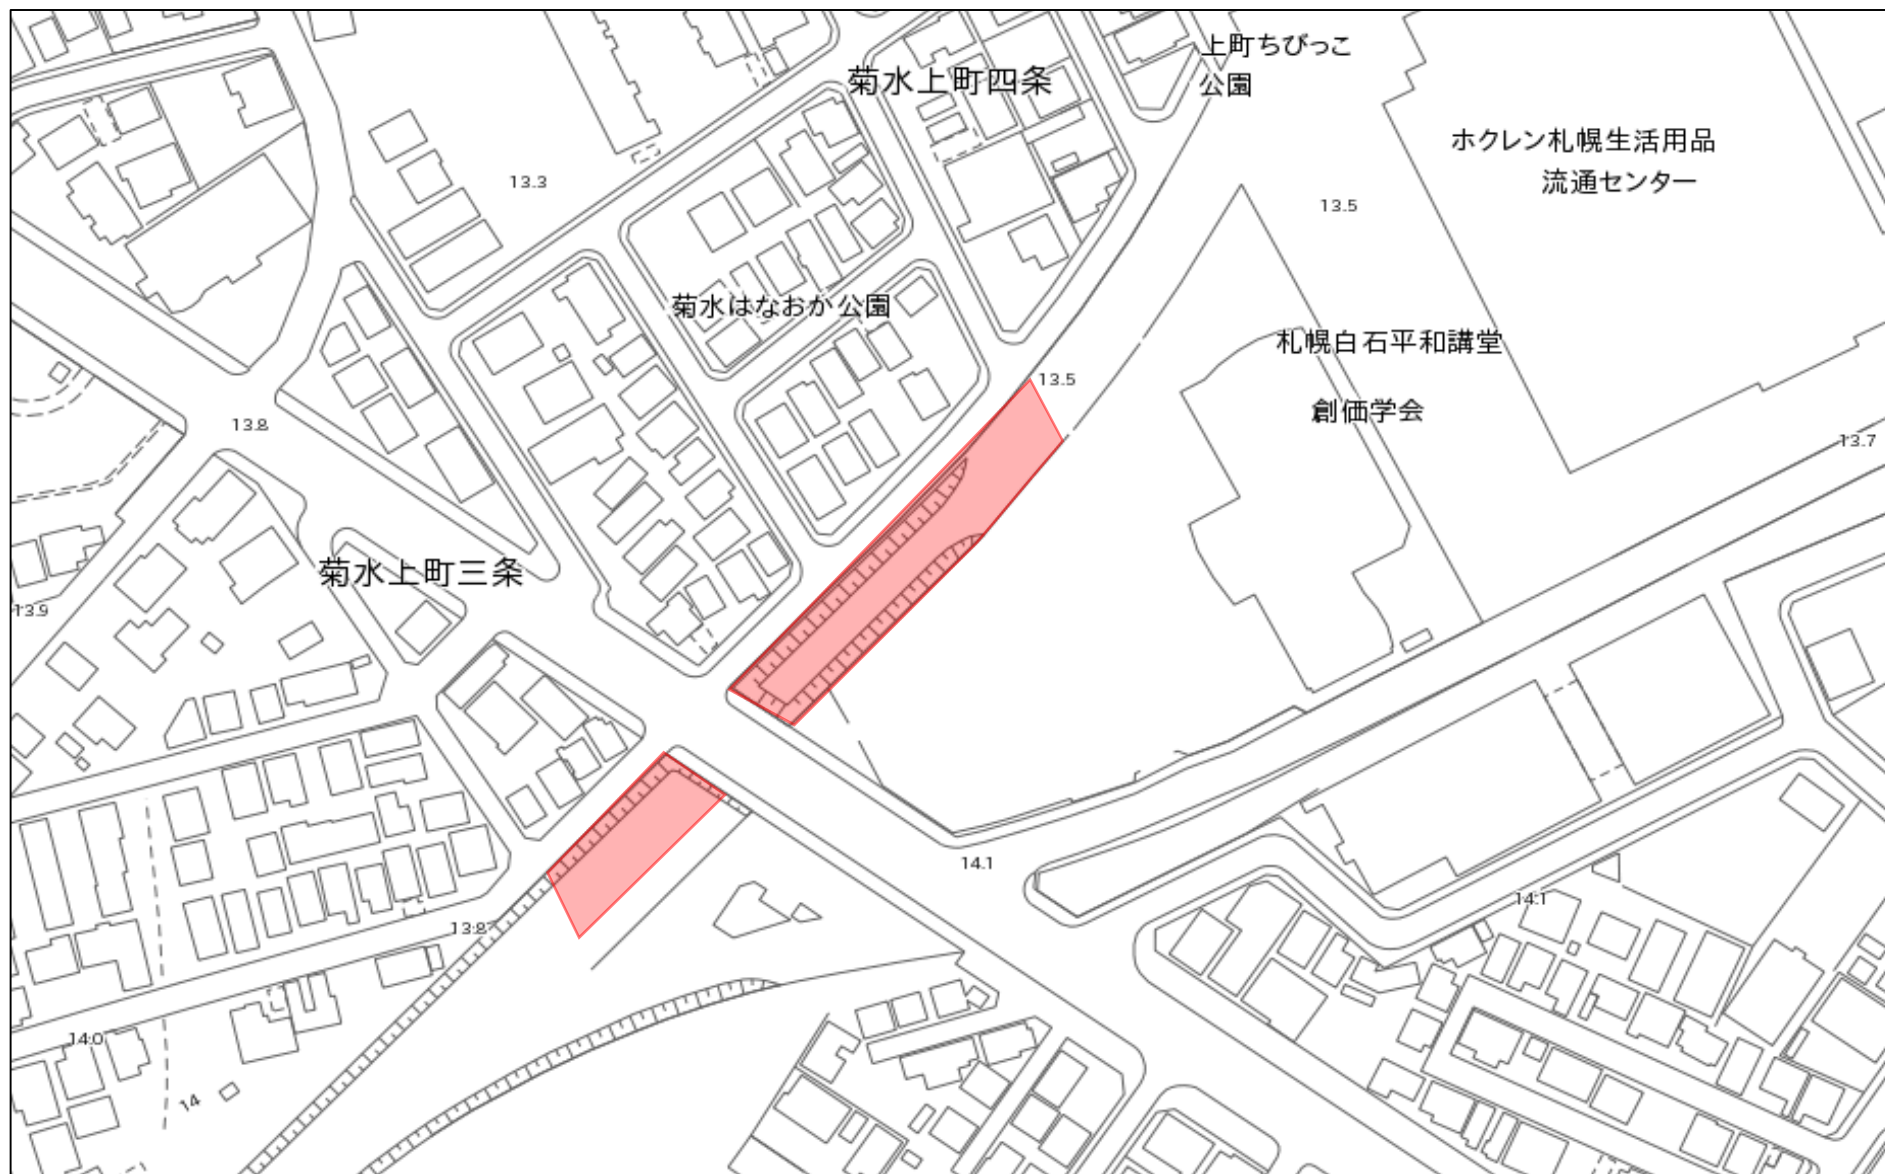 上町ちびっこ
公園
菊水上町四条
ホクレン札幌生活用品
流通センター
13.3
13.5
菊水はなおか公園
札幌白石平和講堂
13.5
創価学会
13.8
13.7
菊水上町三条
13.9
14.1
14.1
13.8
14.0
14